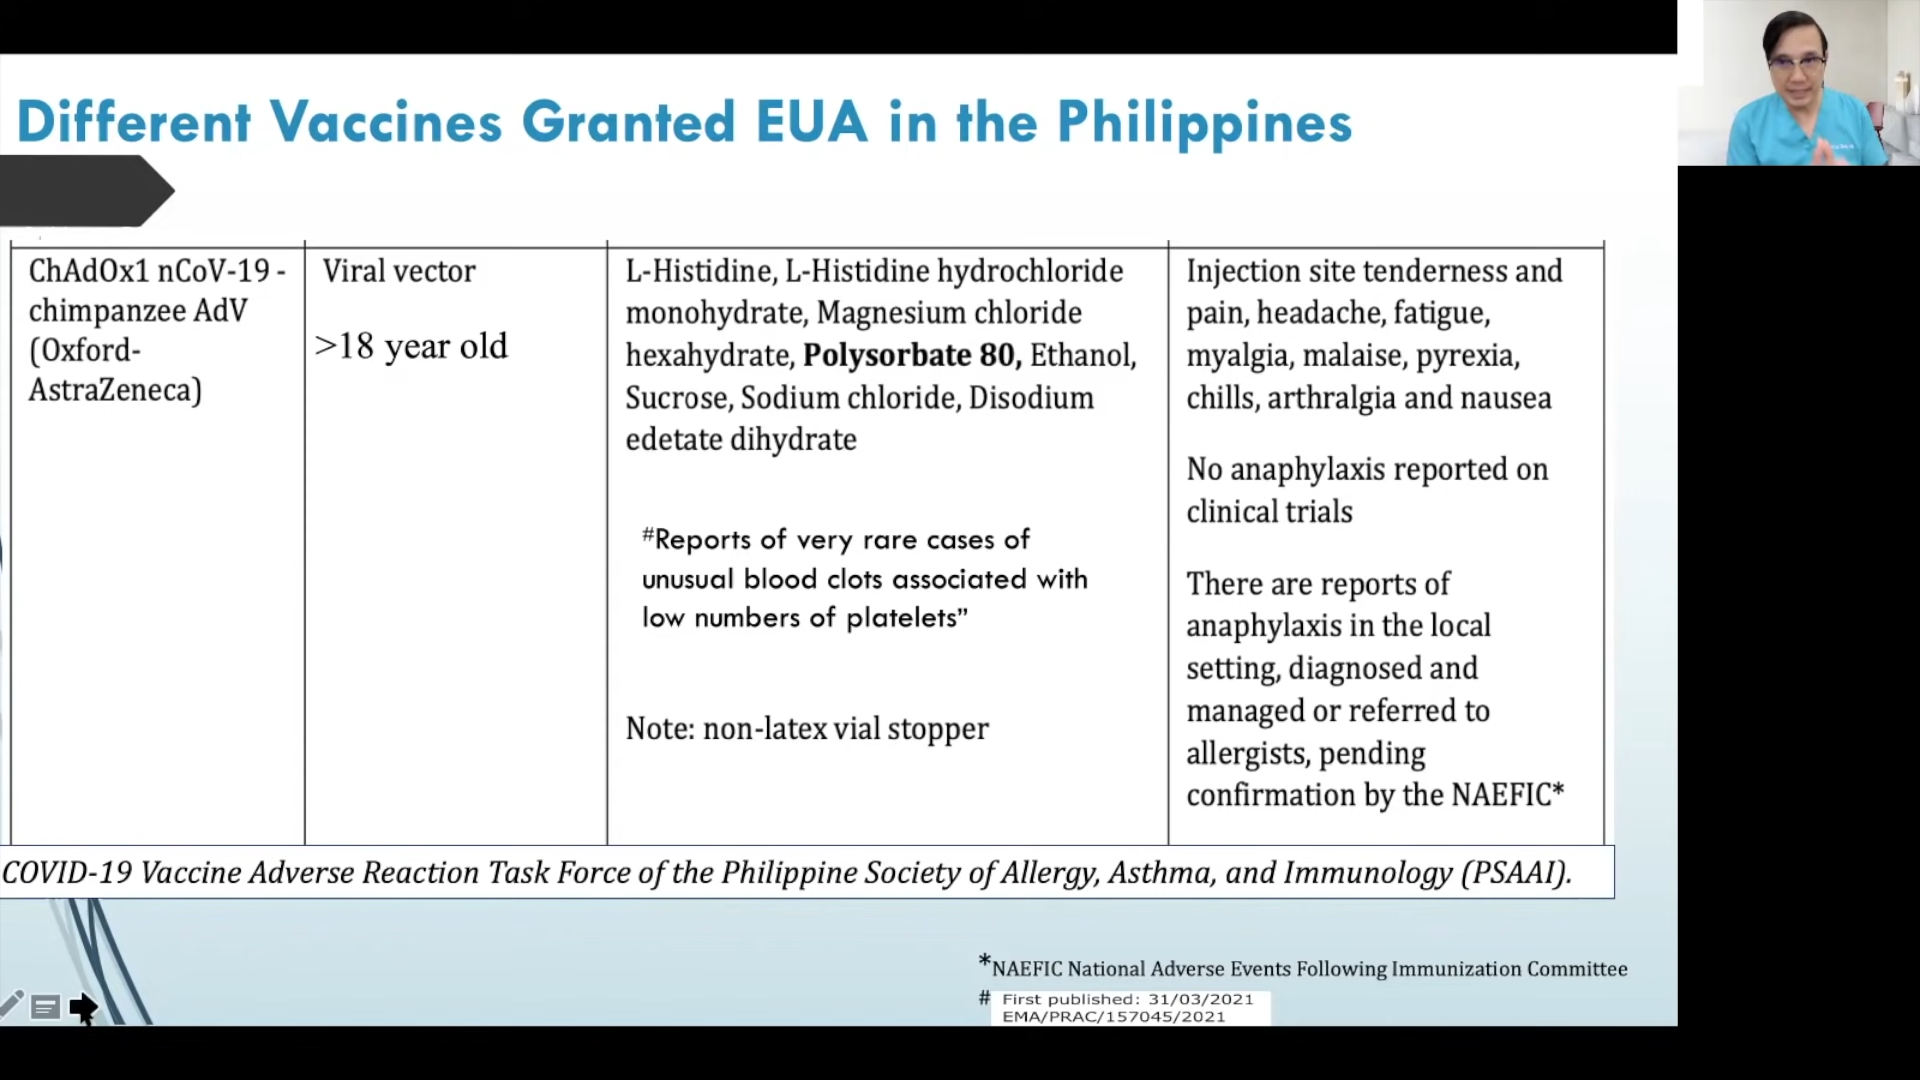 Different Vaccines Granted EUA in the Philippines
ChAdOx1 nCoV-19 -
chimpanzee AdV
(Oxford-
AstraZeneca)
Viral vector
>18 year old
L-Histidine, L-Histidine hydrochloride
monohydrate, Magnesium chloride
hexahydrate, Polysorbate 80, Ethanol,
Sucrose, Sodium chloride, Disodium
edetate dihydrate
#Reports of very rare cases of
unusual blood clots associated with
low numbers of platelets”
Note: non-latex vial stopper
Injection site tenderness and
pain, headache, fatigue,
myalgia, malaise, pyrexia,
chills, arthralgia and nausea
No anaphylaxis reported on
clinical trials
There are reports of
anaphylaxis in the local
setting, diagnosed and
managed or referred to
allergists, pending
confirmation by the NAEFIC*
COVID-19 Vaccine Adverse Reaction Task Force of the Philippine Society of Allergy, Asthma, and Immunology (PSAAI).
*NAEFIC National Adverse Events Following Immunization Committee
# First published: 31/03/2021
EMA/PRAC/157045/2021